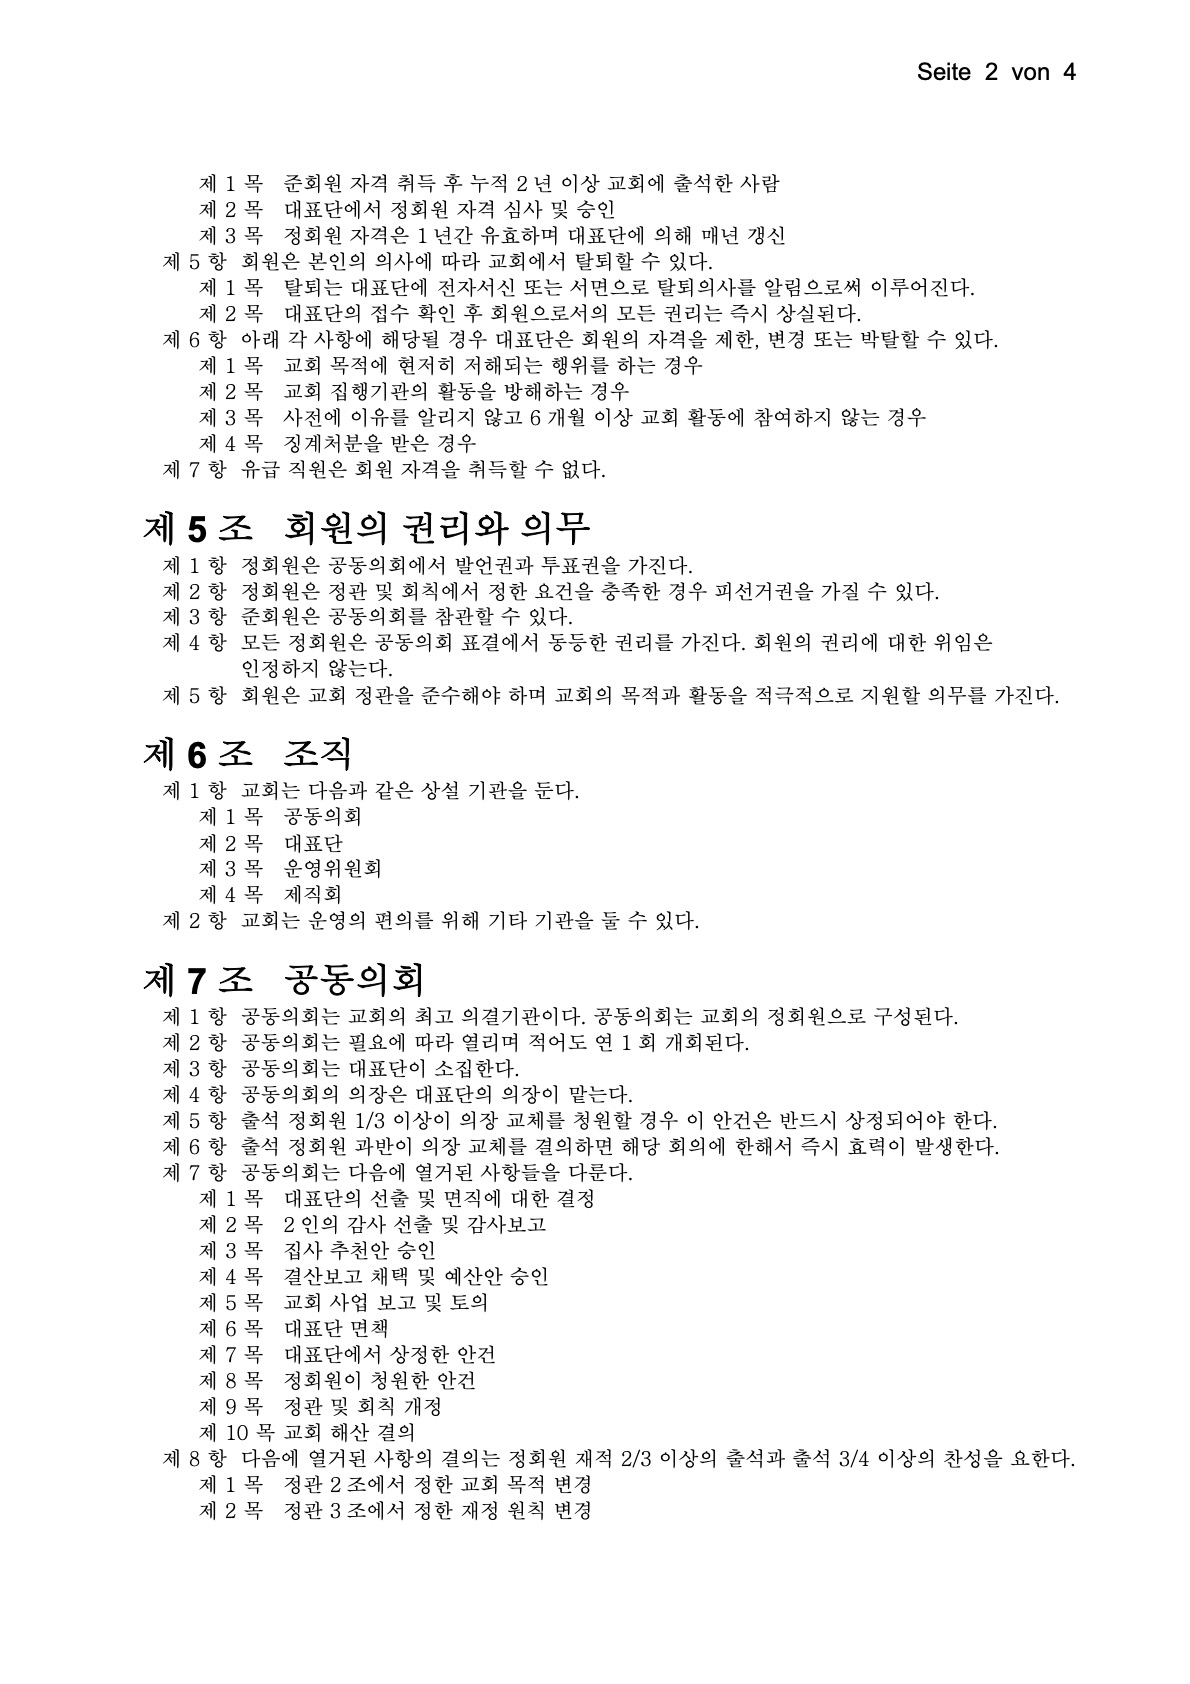 Seite 2 von 4
제 1 목 준회원 자격 취득 후 누적 2 년 이상 교회에 출석한 사람
제 2 목 대표단에서 정회원 자격 심사 및 승인
제 3 목 정회원 자격은 1 년간 유효하며 대표단에 의해 매년 갱신
제 5 항 회원은 본인의 의사에 따라 교회에서 탈퇴할 수 있다.
제 1 목 탈퇴는 대표단에 전자서신 또는 서면으로 탈퇴의사를 알림으로써 이루어진다.
제 2 목 대표단의 접수 확인 후 회원으로서의 모든 권리는 즉시 상실된다.
제 6 항 아래 각 사항에 해당될 경우 대표단은 회원의 자격을 제한, 변경 또는 박탈할 수 있다.
제 1 목 교회 목적에 현저히 저해되는 행위를 하는 경우
제 2 목 교회 집행기관의 활동을 방해하는 경우
제 3 목 사전에 이유를 알리지 않고 6 개월 이상 교회 활동에 참여하지 않는 경우
제 4 목 징계처분을 받은 경우
제 7 항 유급 직원은 회원 자격을 취득할 수 없다.
제 5 조 회원의 권리와 의무
제 1 항 정회원은 공동의회에서 발언권과 투표권을 가진다.
제 2 항 정회원은 정관 및 회칙에서 정한 요건을 충족한 경우 피선거권을 가질 수 있다.
제 3 항 준회원은 공동의회를 참관할 수 있다.
제 4 항 모든 정회원은 공동의회 표결에서 동등한 권리를 가진다. 회원의 권리에 대한 위임은
인정하지 않는다.
제 5 항 회원은 교회 정관을 준수해야 하며 교회의 목적과 활동을 적극적으로 지원할 의무를 가진다.
제 6 조 조직
제 1 항 교회는 다음과 같은 상설 기관을 둔다.
제 1 목 공동의회
제 2 목 대표단
제 3 목 운영위원회
제 4 목 제직회
제 2 항 교회는 운영의 편의를 위해 기타 기관을 둘 수 있다.
제 7 조 공동의회
제 1 항 공동의회는 교회의 최고 의결기관이다. 공동의회는 교회의 정회원으로 구성된다.
제 2 항 공동의회는 필요에 따라 열리며 적어도 연 1 회 개회된다.
제 3 항 공동의회는 대표단이 소집한다.
제 4 항 공동의회의 의장은 대표단의 의장이 맡는다.
제 5 항 출석 정회원 1/3 이상이 의장 교체를 청원할 경우 이 안건은 반드시 상정되어야 한다.
제 6 항 출석 정회원 과반이 의장 교체를 결의하면 해당 회의에 한해서 즉시 효력이 발생한다.
제 7 항 공동의회는 다음에 열거된 사항들을 다룬다.
제 1 목 대표단의 선출 및 면직에 대한 결정
제 2 목 2 인의 감사 선출 및 감사보고
제 3 목 집사 추천안 승인
제 4 목 결산보고 채택 및 예산안 승인
제 5 목 교회 사업 보고 및 토의
제 6 목 대표단 면책
제 7 목 대표단에서 상정한 안건
제 8 목 정회원이 청원한 안건
제 9 목 정관 및 회칙 개정
제 10 목 교회 해산 결의
제 8 항 다음에 열거된 사항의 결의는 정회원 재적 2/3 이상의 출석과 출석 3/4 이상의 찬성을 요한다.
제 1 목 정관 2 조에서 정한 교회 목적 변경
제 2 목 정관 3 조에서 정한 재정 원칙 변경